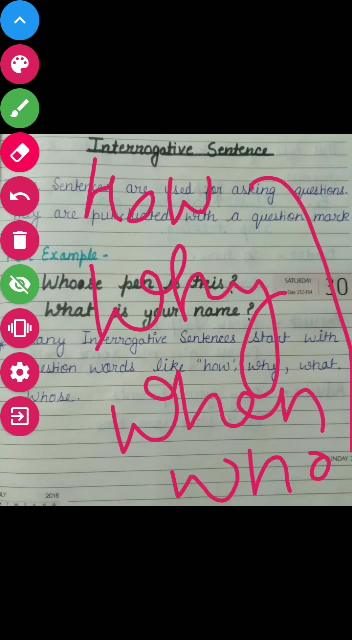 Interrogative Sentence
Sentences are used for asking questions.
They are punctuated with a question mark
Example -
Whose pen is this?
What is your name?
SATURDAY
30
many Interrogative Sentences start with
question words like "how", why, what.
whose.
How
Why
When
who
2018